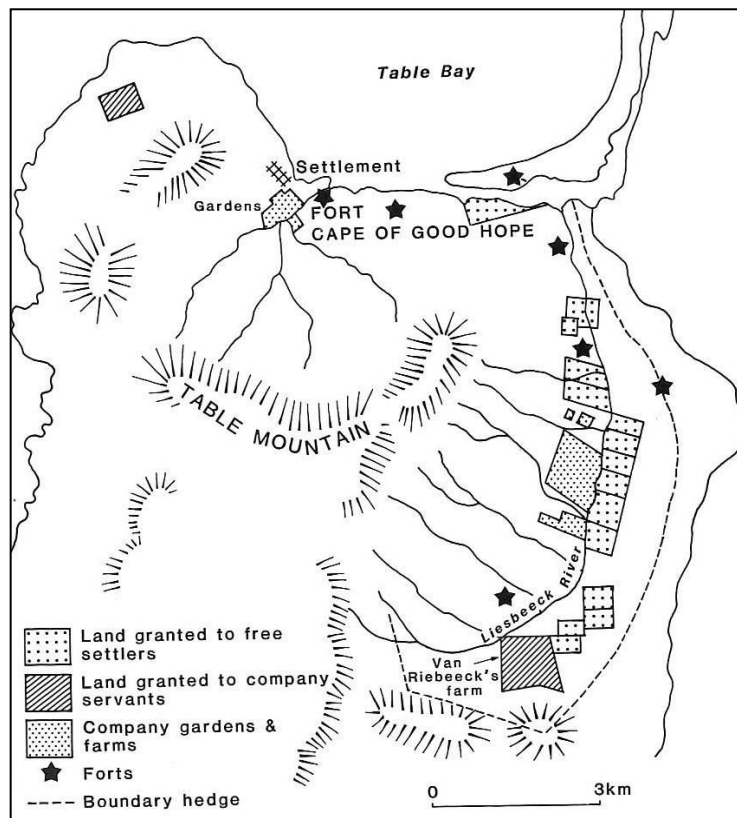 Table Bay
Settlement
Gardens
FORT
CAPE OF GOOD HOPE
TABLE MOUNTAIN
Liesbeeck River
Van
Riebeeck's
farm
Land granted to free
settlers
Land granted to company
servants
Company gardens &
farms
Forts
Boundary hedge
0 3km